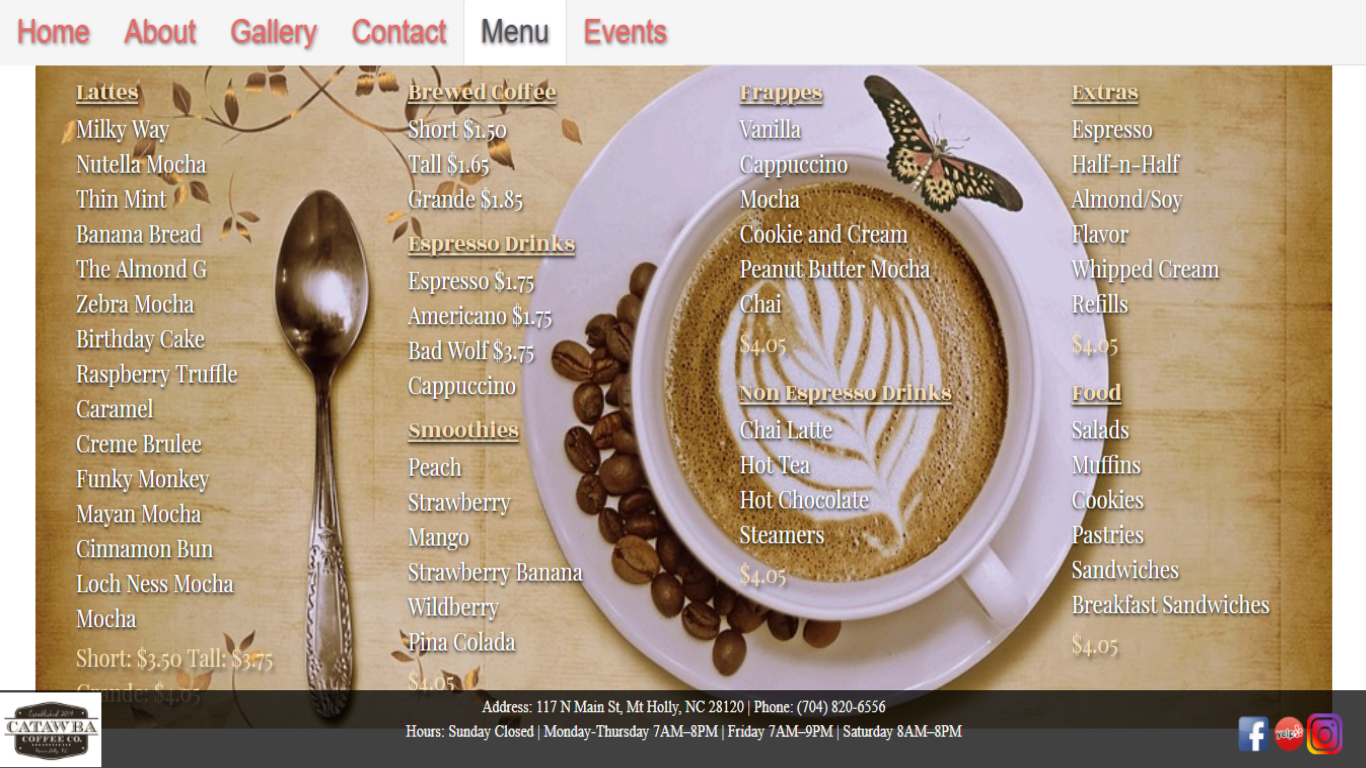 Home About Gallery Contact Menu Events
Lattes
Milky Way
Nutella Mocha
Thin Mint
Banana Bread
The Almond G
Zebra Mocha
Birthday Cake
Raspberry Truffle
Caramel
Creme Brulee
Funky Monkey
Mayan Mocha
Cinnamon Bun
Loch Ness Mocha
Mocha
Short: $3.50 Tall: $3.75
Grande: $4.05
Brewed Coffee
Short $1.50
Tall $1.65
Grande $1.85
Espresso Drinks
Espresso $1.75
Americano $1.75
Bad Wolf $3.75
Cappuccino
Smoothies
Peach
Strawberry
Mango
Strawberry Banana
Wildberry
Pina Colada
$4.05
Frappes
Vanilla
Cappuccino
Mocha
Cookie and Cream
Peanut Butter Mocha
Chai
$4.05
Non Espresso Drinks
Chai Latte
Hot Tea
Hot Chocolate
Steamers
$4.05
Extras
Espresso
Half-n-Half
Almond/Soy
Flavor
Whipped Cream
Refills
$4.05
Food
Salads
Muffins
Cookies
Pastries
Sandwiches
Breakfast Sandwiches
$4.05
Established 2014
CATAWBA
COFFEE CO.
Address: 117 N Main St, Mt Holly, NC 28120 | Phone: (704) 820-6556
Hours: Sunday Closed | Monday-Thursday 7AM–8PM | Friday 7AM–9PM | Saturday 8AM–8PM
f
yelp